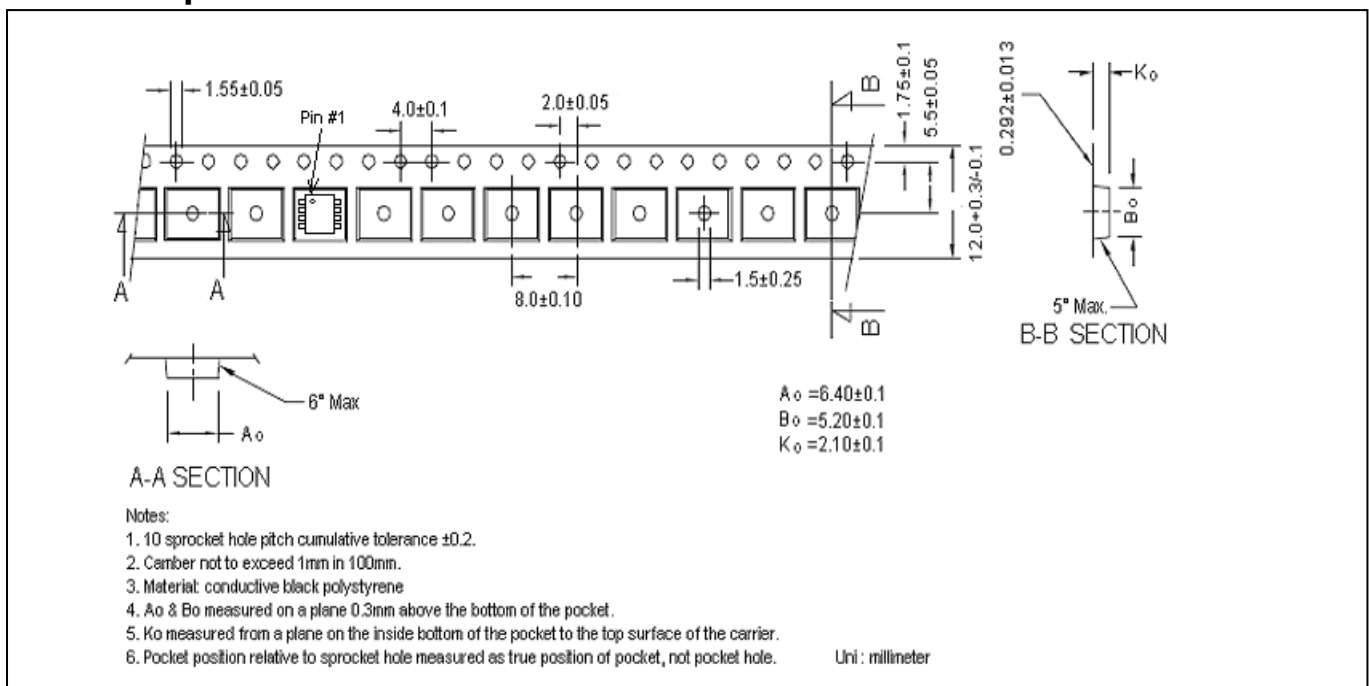 1.55±0.05
Pin #1
4.0±0.1
2.0±0.05
B
1.75±0.1
5.5±0.05
12.0+0.3/-0.1
0.292±0.013
Ko
Bo
5° Max.
B-B SECTION
A
A
8.0±0.10
1.5±0.25
B
6° Max
Ao
A-A SECTION
Ao =6.40±0.1
Bo =5.20±0.1
Ko =2.10±0.1
Notes:
1. 10 sprocket hole pitch cumulative tolerance ±0.2.
2. Camber not to exceed 1mm in 100mm.
3. Material: conductive black polystyrene
4. Ao & Bo measured on a plane 0.3mm above the bottom of the pocket.
5. Ko measured from a plane on the inside bottom of the pocket to the top surface of the carrier.
6. Pocket position relative to sprocket hole measured as true position of pocket, not pocket hole. Uni : millimeter